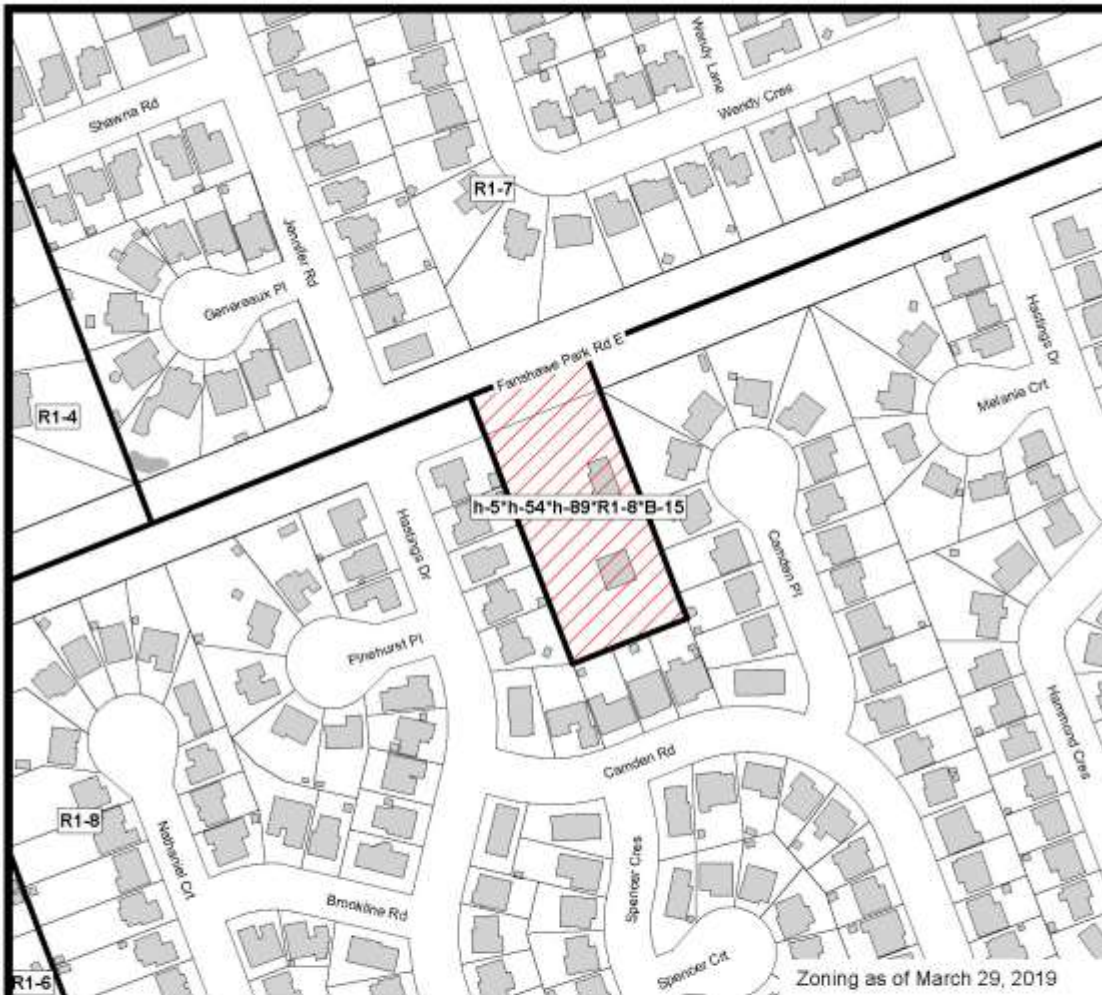 Shawna Rd
Wendy Lane
Wendy Cres
R1-7
Jennifer Rd
Genereaux Pl
Hastings Dr
Fanshawe Park Rd E
Melanie Crt
R1-4
h-5*h-54*h-89*R1-8*B-15
Hastings Dr
Camden Pl
Pinehurst Pl
Hammond Cres
Camden Rd
R1-8
Nathaniel Crt
Spencer Cres
Brookline Rd
Spencer Crt
R1-6
Zoning as of March 29, 2019